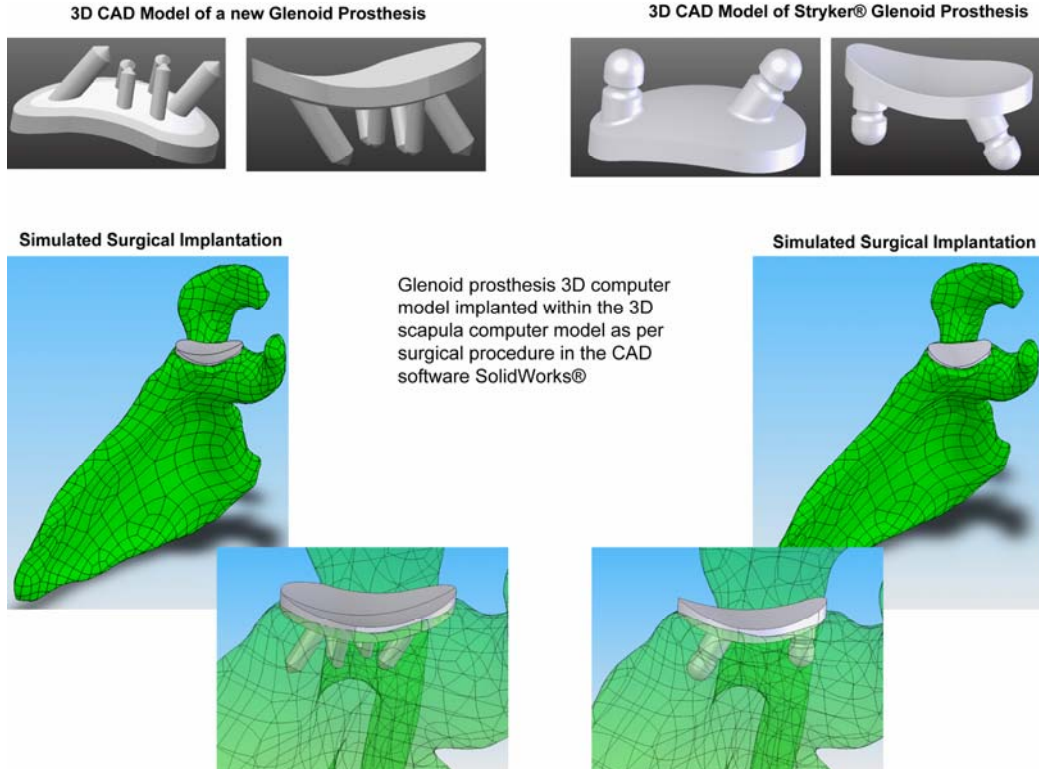 3D CAD Model of a new Glenoid Prosthesis
3D CAD Model of Stryker® Glenoid Prosthesis
Simulated Surgical Implantation
Simulated Surgical Implantation
Glenoid prosthesis 3D computer
model implanted within the 3D
scapula computer model as per
surgical procedure in the CAD
software SolidWorks®